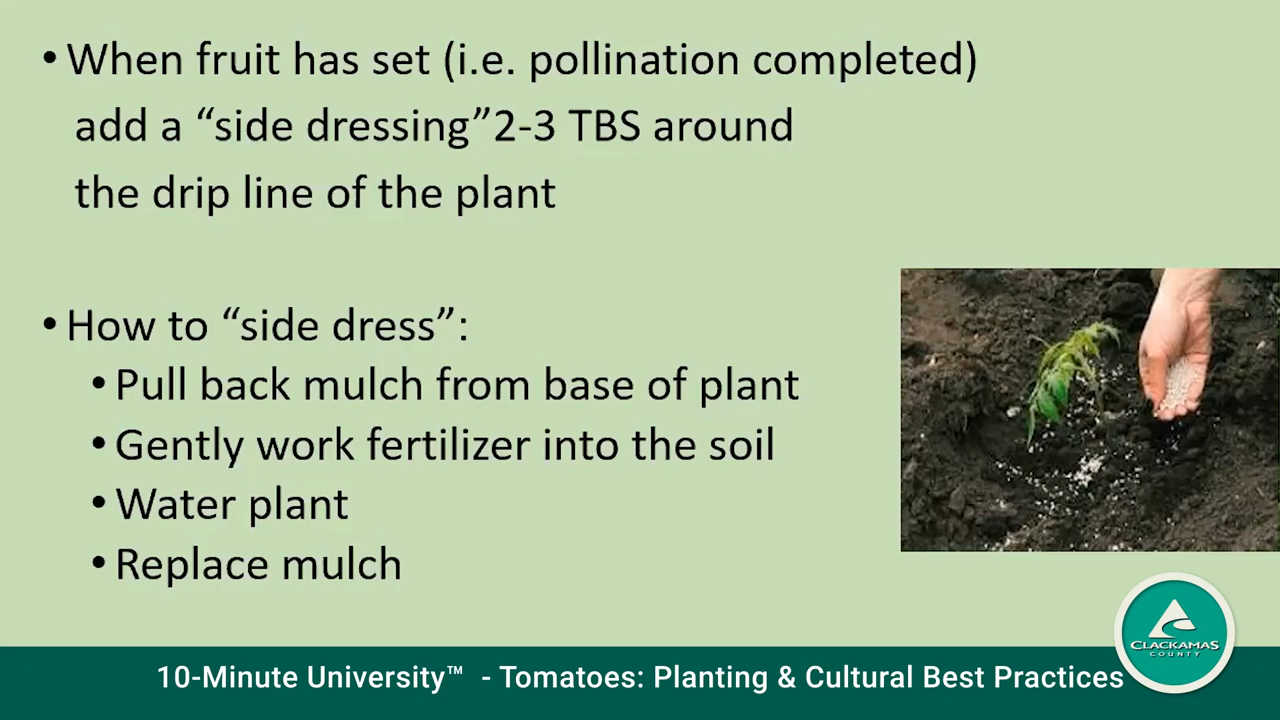 • When fruit has set (i.e. pollination completed)
add a “side dressing”2-3 TBS around
the drip line of the plant
• How to “side dress”:
• Pull back mulch from base of plant
• Gently work fertilizer into the soil
• Water plant
• Replace mulch
CLACKAMAS
COUNTY
10-Minute University™ - Tomatoes: Planting & Cultural Best Practices